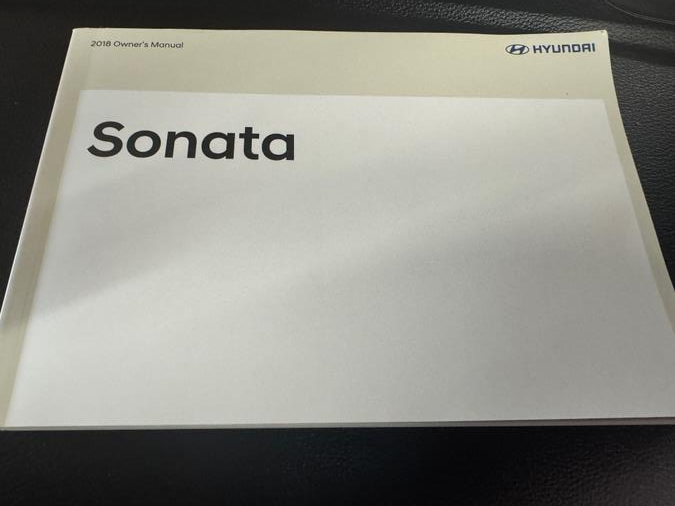 2018 Owner's Manual
HYUNDAI
Sonata